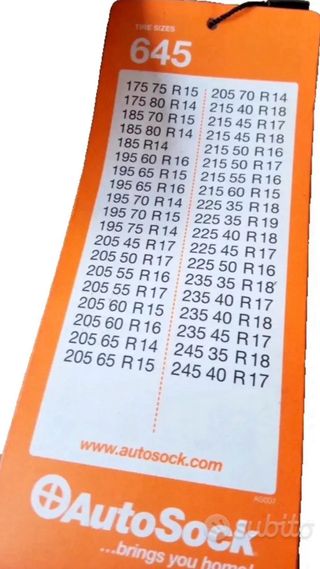 TIRE SIZES
645
175 75 R15
175 80 R14
185 70 R15
185 80 R14
185 R14
195 60 R16
195 65 R15
195 65 R16
195 70 R14
195 70 R15
195 75 R14
205 45 R17
205 50 R17
205 55 R16
205 55 R17
205 60 R15
205 60 R16
205 65 R14
205 65 R15
205 70 R14
215 40 R18
215 45 R17
215 45 R18
215 50 R16
215 50 R17
215 55 R16
215 60 R15
225 35 R18
225 35 R19
225 40 R18
225 45 R17
225 50 R16
235 35 R18
235 40 R17
235 40 R18
235 45 R17
245 35 R18
245 40 R17
www.autosock.com
AS007
AutoSock
...brings you home!
subito